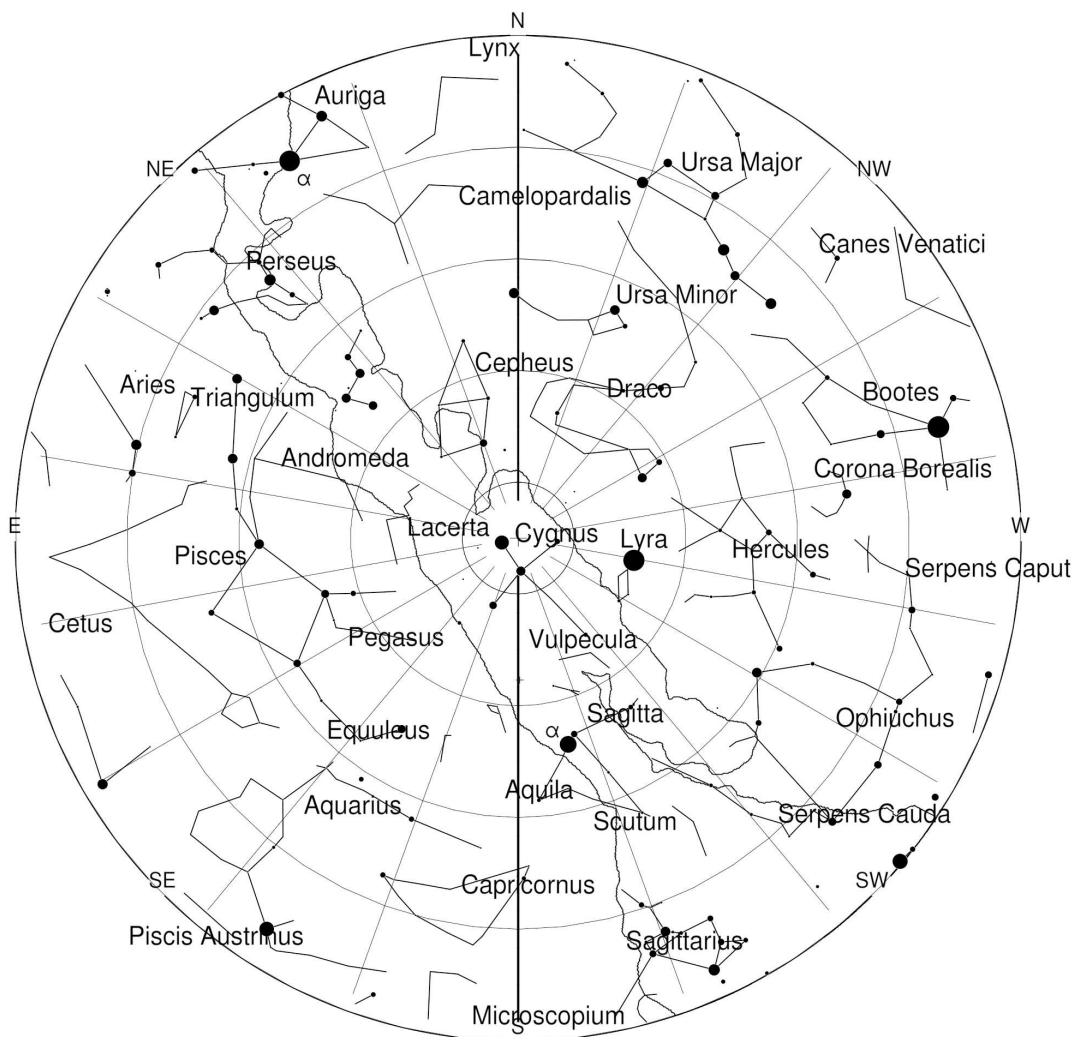 N
Lynx
Auriga
α
NE
Ursa Major
NW
Camelopardalis
Canes Venatici
Perseus
Ursa Minor
Cepheus
Aries
Triangulum
Draco
Bootes
Andromeda
Corona Borealis
E
Lacerta
Cygnus
Lyra
W
Pisces
Hercules
Serpens Caput
Cetus
Pegasus
Vulpecula
Equuleus
α
Sagitta
Ophiuchus
Aquarius
Aquila
Scutum
Serpens Cauda
SE
Capricornus
SW
Piscis Austrinus
Sagittarius
Microscopium
S